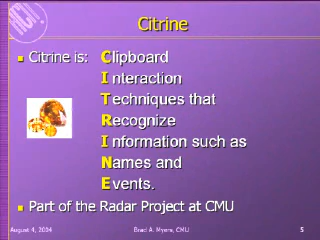 Citrine
Citrine is: Clipboard
Interaction
Techniques that
Recognize
Information such as
Names and
Events.
Part of the Radar Project at CMU
August 4, 2004 Brad A. Myers, CMU 5